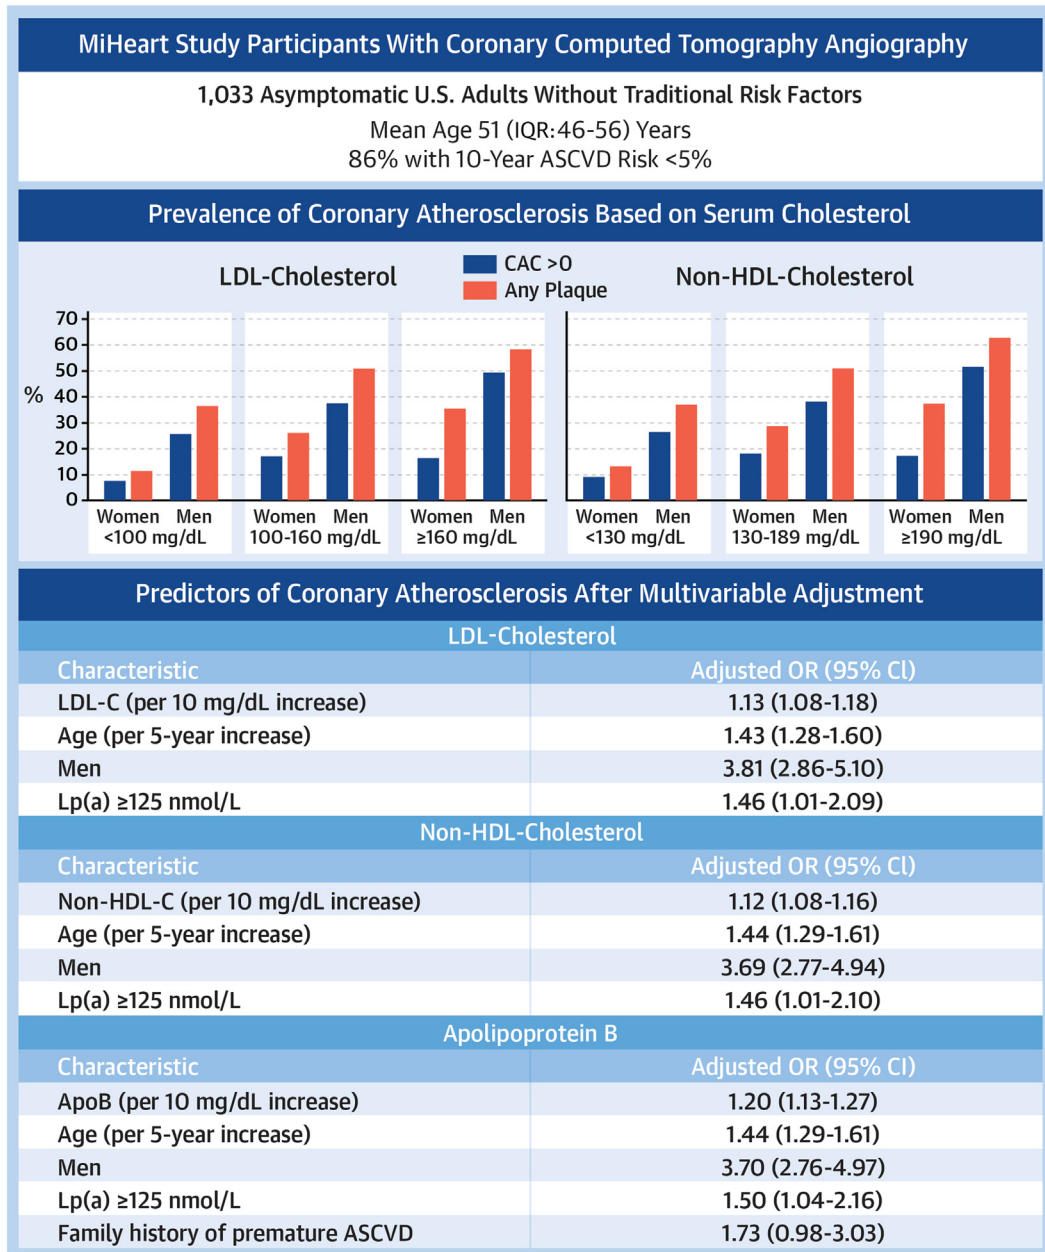 MiHeart Study Participants With Coronary Computed Tomography Angiography
1,033 Asymptomatic U.S. Adults Without Traditional Risk Factors
Mean Age 51 (IQR:46-56) Years
86% with 10-Year ASCVD Risk <5%
Prevalence of Coronary Atherosclerosis Based on Serum Cholesterol
LDL-Cholesterol
CAC >0
Any Plaque
Non-HDL-Cholesterol
%
70
60
50
40
30
20
10
0
Women Men
<100 mg/dL
Women Men
100-160 mg/dL
Women Men
≥160 mg/dL
Women Men
<130 mg/dL
Women Men
130-189 mg/dL
Women Men
≥190 mg/dL
Predictors of Coronary Atherosclerosis After Multivariable Adjustment
LDL-Cholesterol
Characteristic Adjusted OR (95% Cl)
LDL-C (per 10 mg/dL increase) 1.13 (1.08-1.18)
Age (per 5-year increase) 1.43 (1.28-1.60)
Men 3.81 (2.86-5.10)
Lp(a) ≥125 nmol/L 1.46 (1.01-2.09)
Non-HDL-Cholesterol
Characteristic Adjusted OR (95% Cl)
Non-HDL-C (per 10 mg/dL increase) 1.12 (1.08-1.16)
Age (per 5-year increase) 1.44 (1.29-1.61)
Men 3.69 (2.77-4.94)
Lp(a) ≥125 nmol/L 1.46 (1.01-2.10)
Apolipoprotein B
Characteristic Adjusted OR (95% CI)
ApoB (per 10 mg/dL increase) 1.20 (1.13-1.27)
Age (per 5-year increase) 1.44 (1.29-1.61)
Men 3.70 (2.76-4.97)
Lp(a) ≥125 nmol/L 1.50 (1.04-2.16)
Family history of premature ASCVD 1.73 (0.98-3.03)